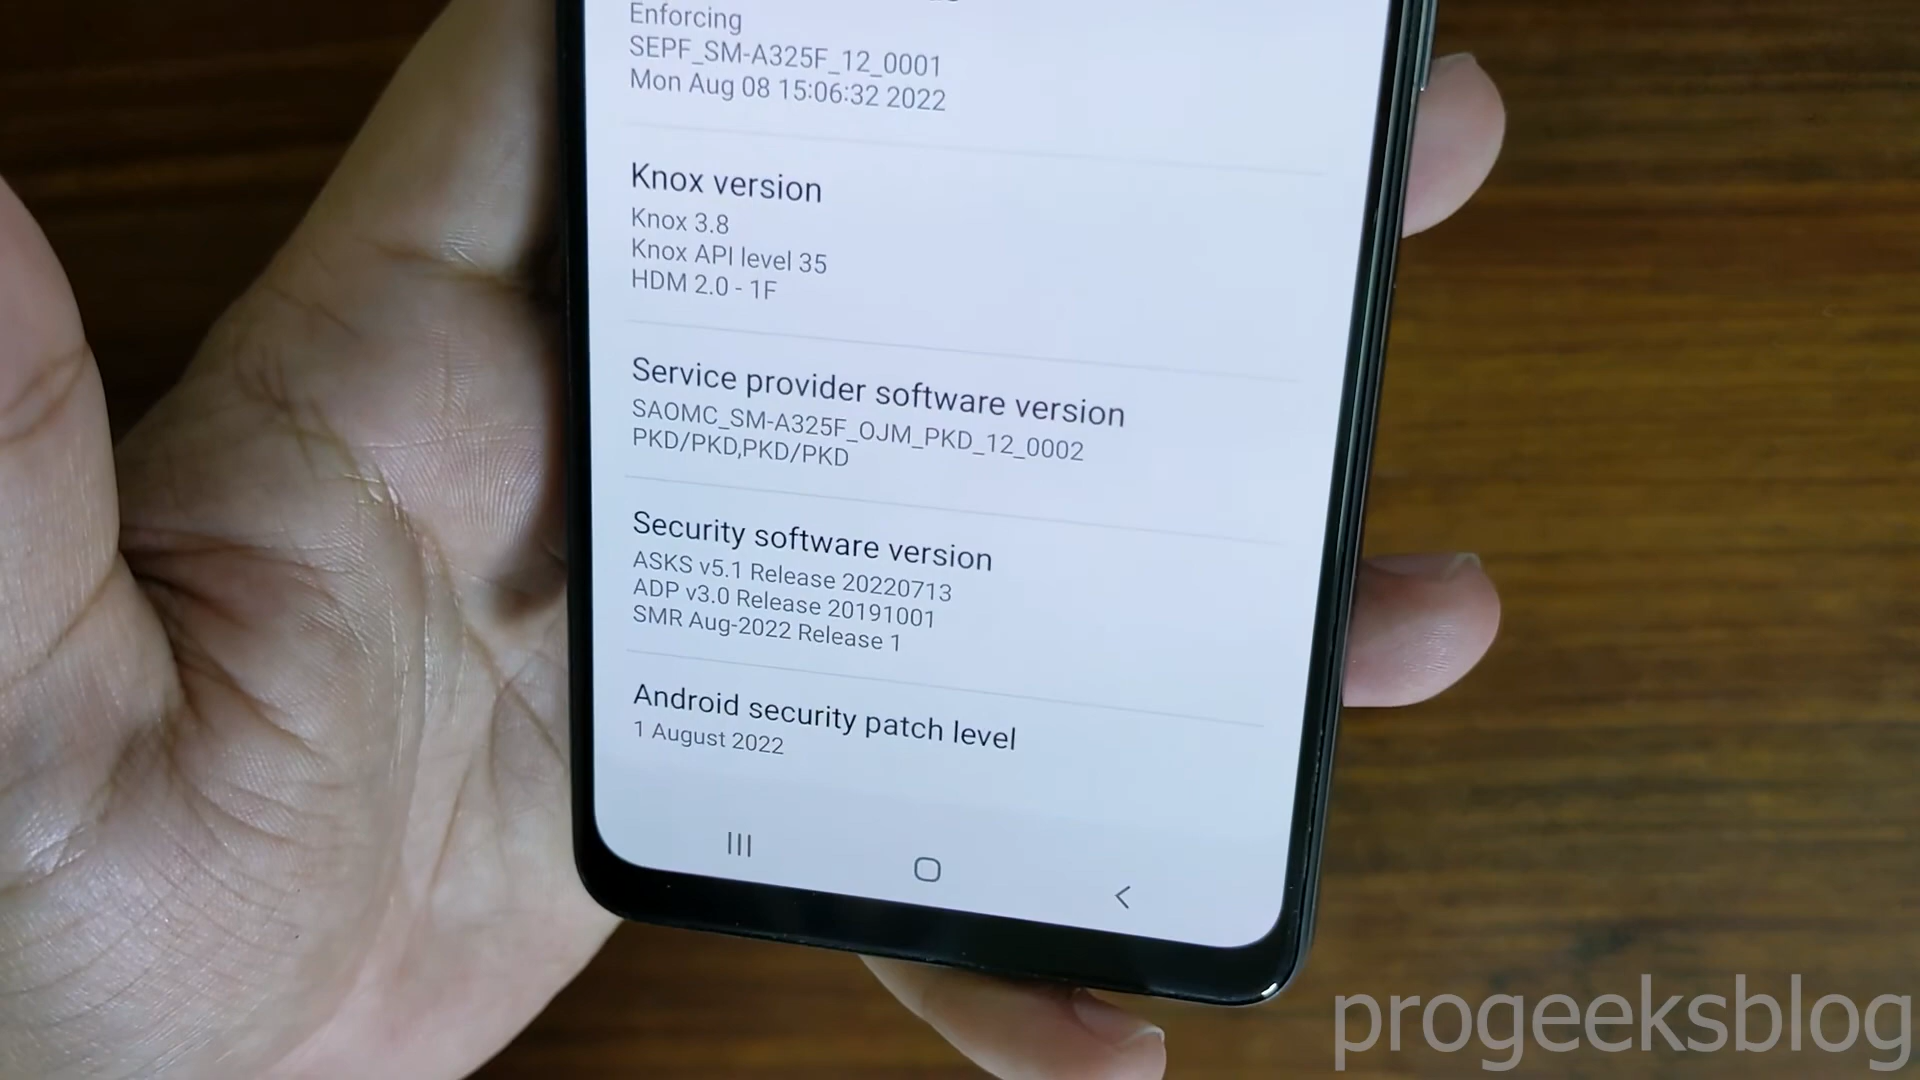 Enforcing
SEPF_SM-A325F_12_0001
Mon Aug 08 15:06:32 2022
Knox version
Knox 3.8
Knox API level 35
HDM 2.0 - 1F
Service provider software version
SAOMC_SM-A325F_OJM_PKD_12_0002
PKD/PKD,PKD/PKD
Security software version
ASKS v5.1 Release 20220713
ADP v3.0 Release 20191001
SMR Aug-2022 Release 1
Android security patch level
1 August 2022
progeeksblog